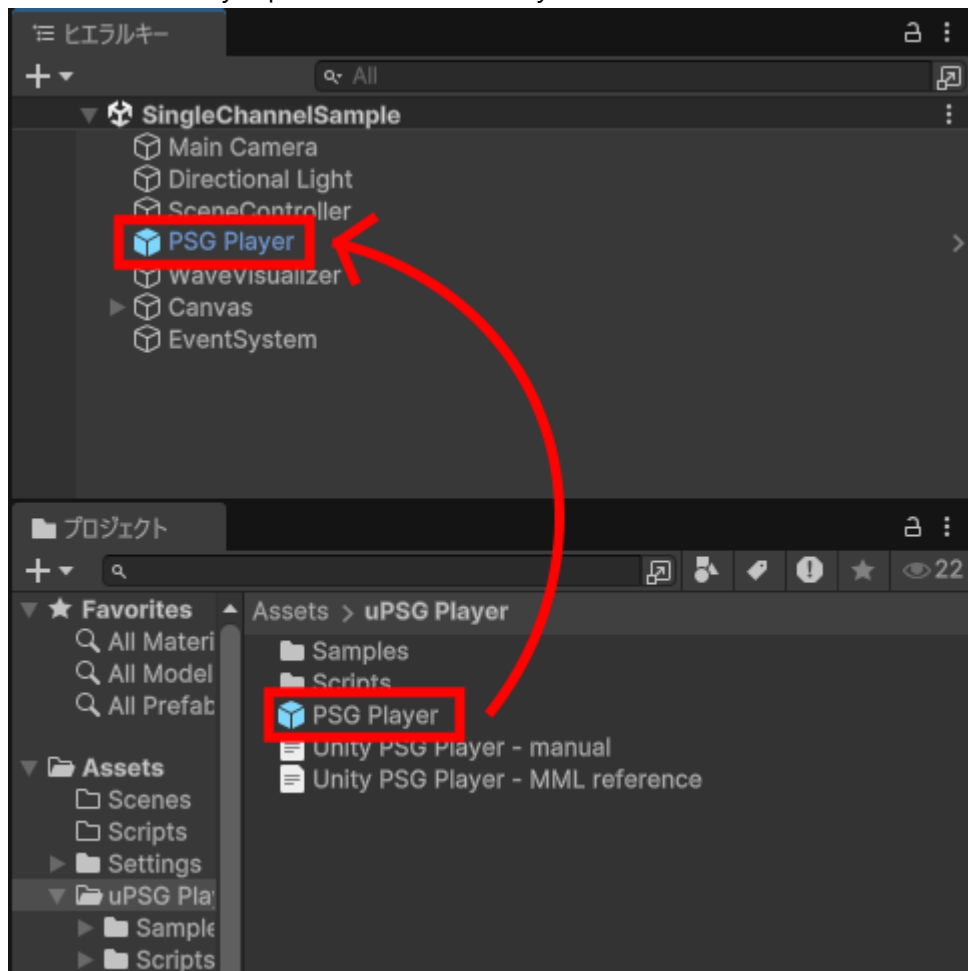 ヒエラルキー
All
SingleChannelSample
Main Camera
Directional Light
SceneController
PSG Player
WaveVisualizer
Canvas
EventSystem
プロジェクト
22
Favorites
All Materi
All Model
All Prefab
Assets
Scenes
Scripts
Settings
uPSG Play
Sample
Scripts
Assets > uPSG Player
Samples
Scripts
PSG Player
Unity PSG Player - manual
Unity PSG Player - MML reference